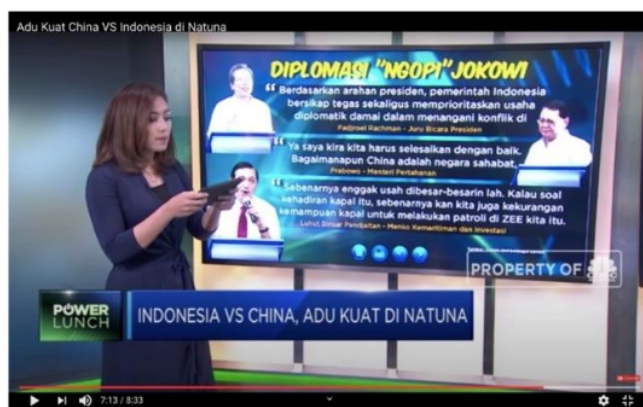 Adu Kuat China VS Indonesia di Natuna
DIPLOMASI "NGOPI" JOKOWI
“ Berdasarkan arahan presiden, pemerintah Indonesia
bersikap tegas sekaligus memprioritaskan usaha
diplomatik damai dalam menangani konflik di
Fadjroel Rachman - Juru Bicara Presiden
“ Ya saya kira kita harus selesaikan dengan baik.
Bagaimanapun China adalah negara sahabat,
Prabowo - Menteri Pertahanan
“ Sebenarnya enggak usah dibesar-besarin lah. Kalau soal
kehadiran kapal itu, sebenarnya kan kita juga kekurangan
kemampuan kapal untuk melakukan patroli di ZEE kita itu.
Luhut Binsar Pandjaitan - Menko Kemaritiman dan Investasi
PROPERTY OF
POWER
LUNCH
INDONESIA VS CHINA, ADU KUAT DI NATUNA
7:13 / 8:33